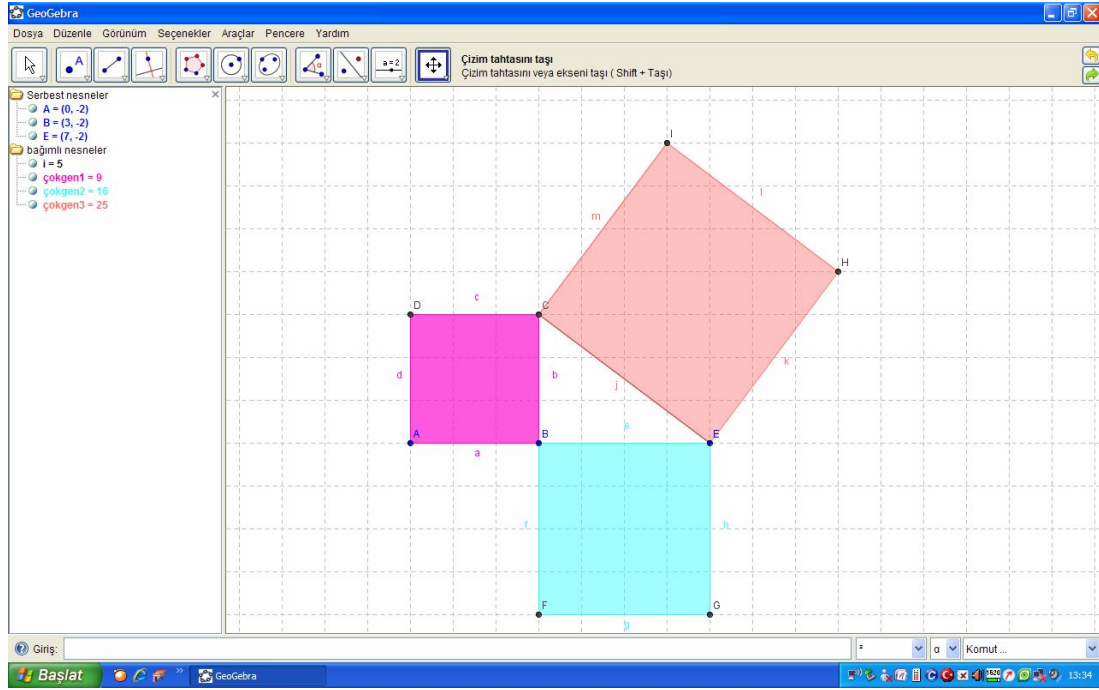 GeoGebra
Dosya Düzenle Görünüm Seçenekler Araçlar Pencere Yardım
A
α
a=2
Çizim tahtasını taşı
Çizim tahtasını veya ekseni taşı ( Shift + Taşı)
Serbest nesneler
A = (0, -2)
B = (3, -2)
E = (7, -2)
bağımlı nesneler
i = 5
çokgen1 = 9
çokgen2 = 16
çokgen3 = 25
I
m
l
H
D
c
C
k
d
b
j
A
B
e
E
a
f
h
F
G
g
Giriş:
²
α
Komut ...
Başlat
GeoGebra
13:34